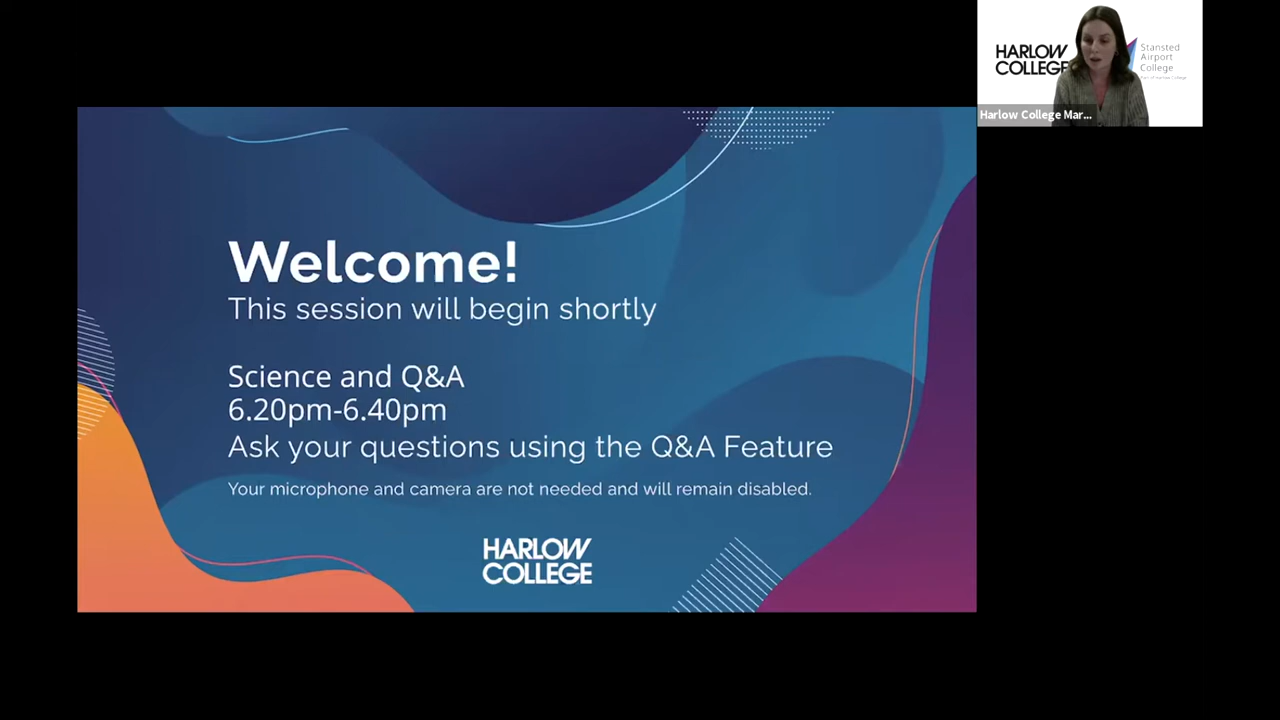 HARLOW
COLLEGE
Stansted
Airport
College
Harlow College Mar...
Welcome!
This session will begin shortly
Science and Q&A
6.20pm-6.40pm
Ask your questions using the Q&A Feature
Your microphone and camera are not needed and will remain disabled.
HARLOW
COLLEGE